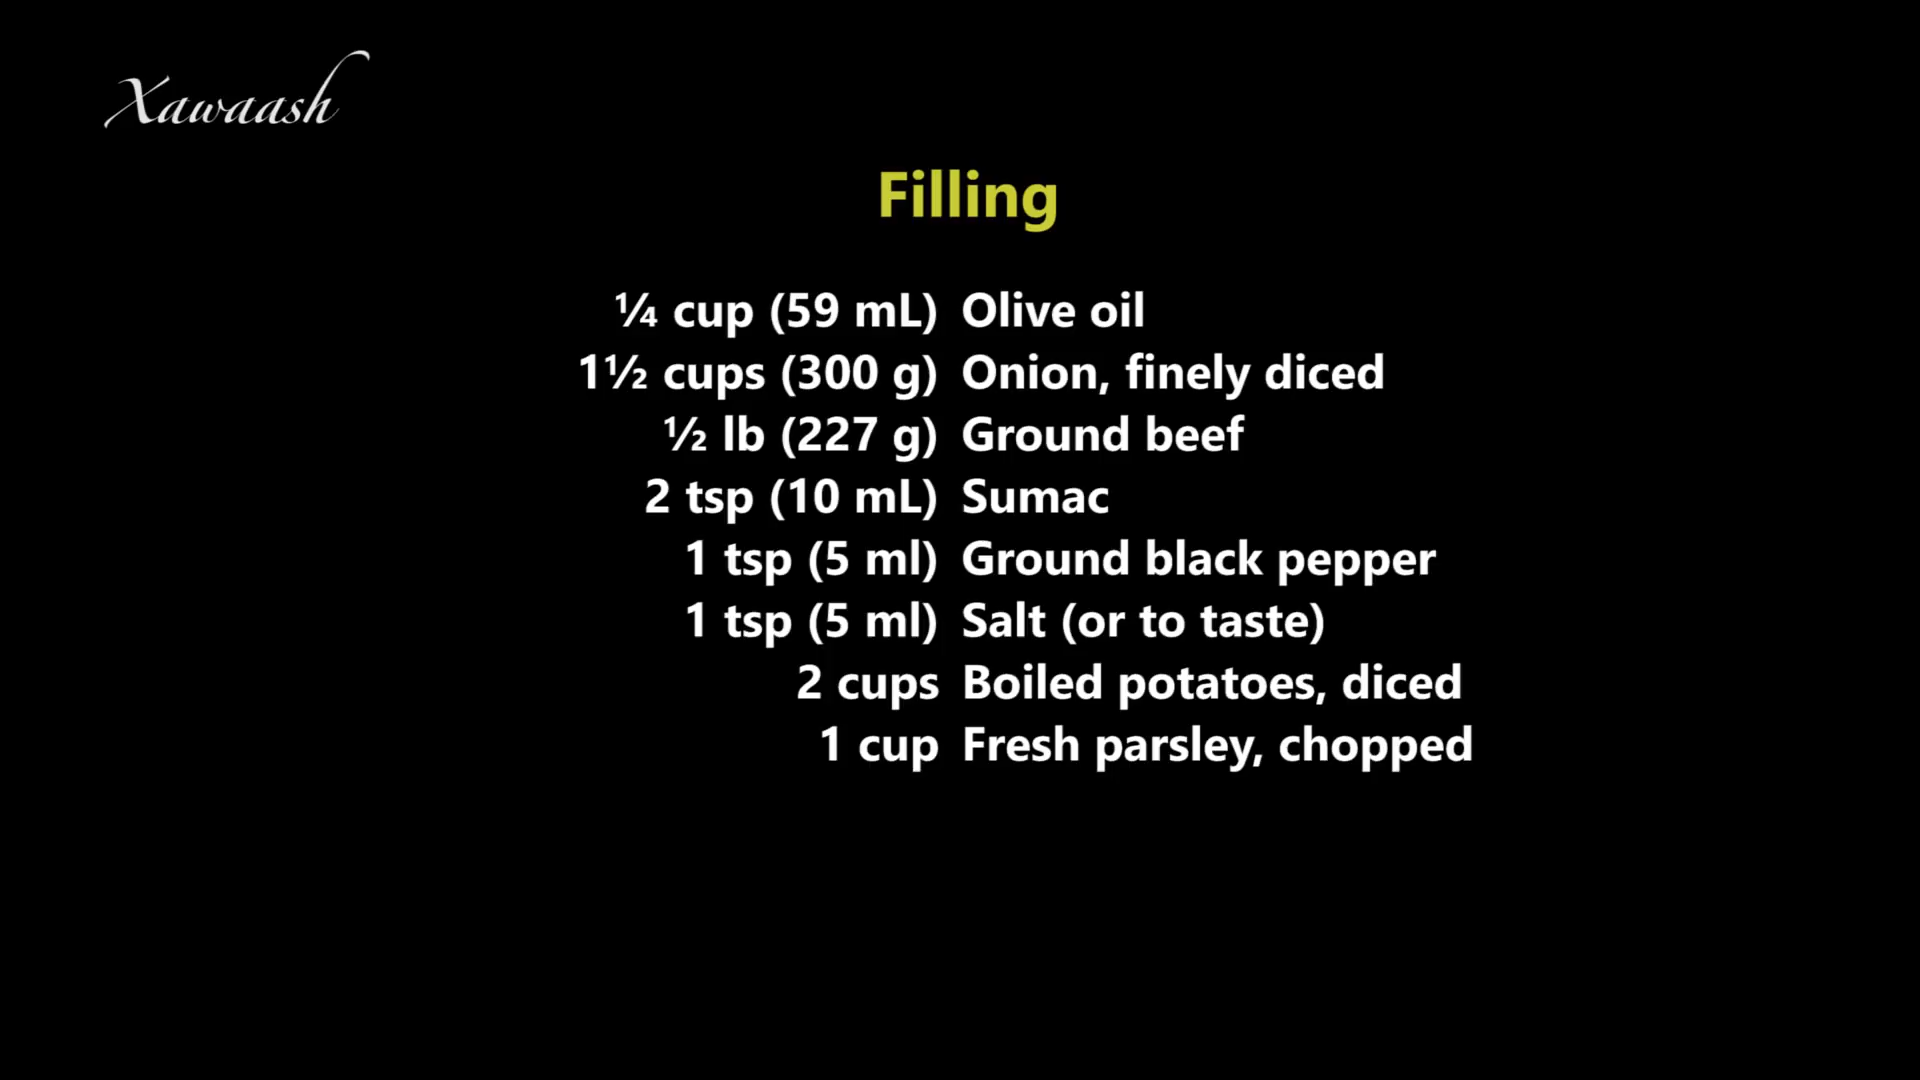 Xawaash
Filling
¼ cup (59 mL) Olive oil
1½ cups (300 g) Onion, finely diced
½ lb (227 g) Ground beef
2 tsp (10 mL) Sumac
1 tsp (5 ml) Ground black pepper
1 tsp (5 ml) Salt (or to taste)
2 cups Boiled potatoes, diced
1 cup Fresh parsley, chopped